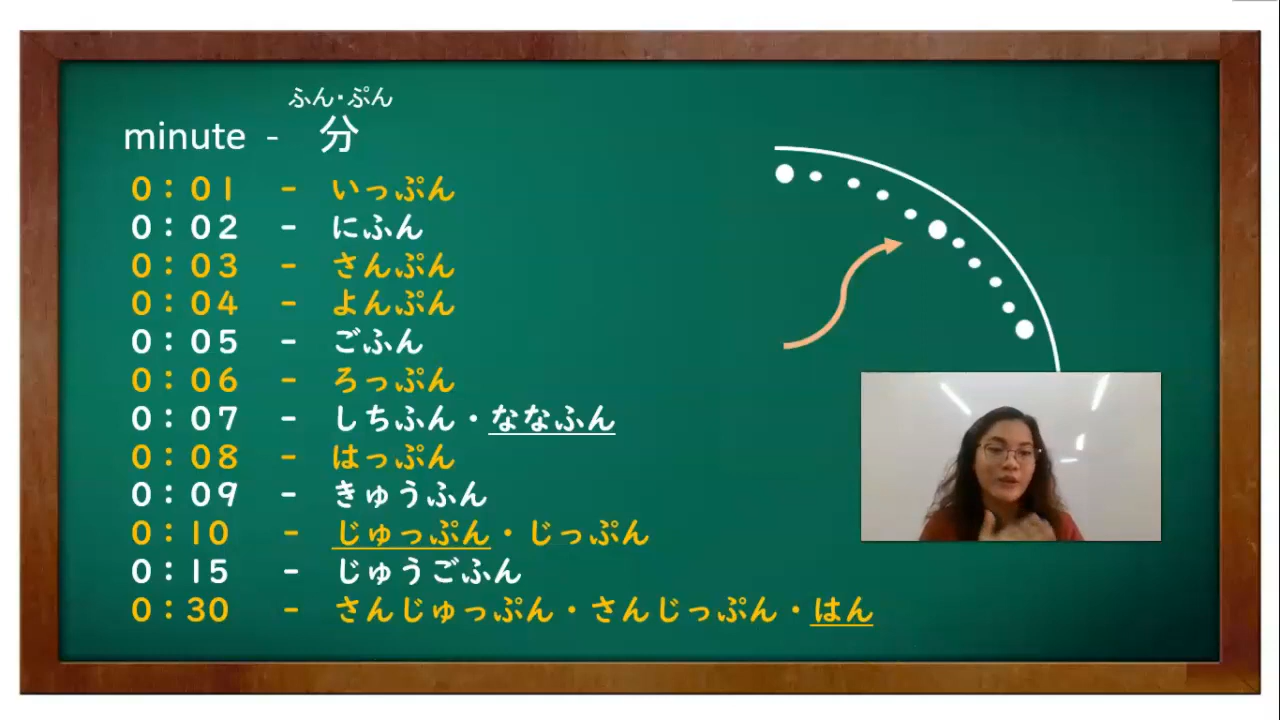 ふん・ぷん
minute - 分
0:01 - いっぷん
0:02 - にふん
0:03 - さんぷん
0:04 - よんぷん
0:05 - ごふん
0:06 - ろっぷん
0:07 - しちふん・ななふん
0:08 - はっぷん
0:09 - きゅうふん
0:10 - じゅっぷん・じっぷん
0:15 - じゅうごふん
0:30 - さんじゅっぷん・さんじっぷん・はん